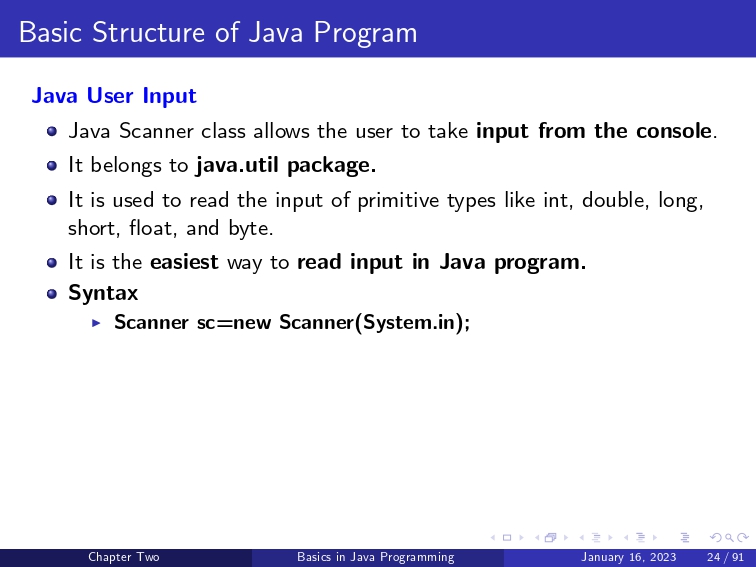 Basic Structure of Java Program
Java User Input
Java Scanner class allows the user to take input from the console.
It belongs to java.util package.
It is used to read the input of primitive types like int, double, long,
short, float, and byte.
It is the easiest way to read input in Java program.
Syntax
Scanner sc=new Scanner(System.in);
Chapter Two Basics in Java Programming January 16, 2023 24 / 91